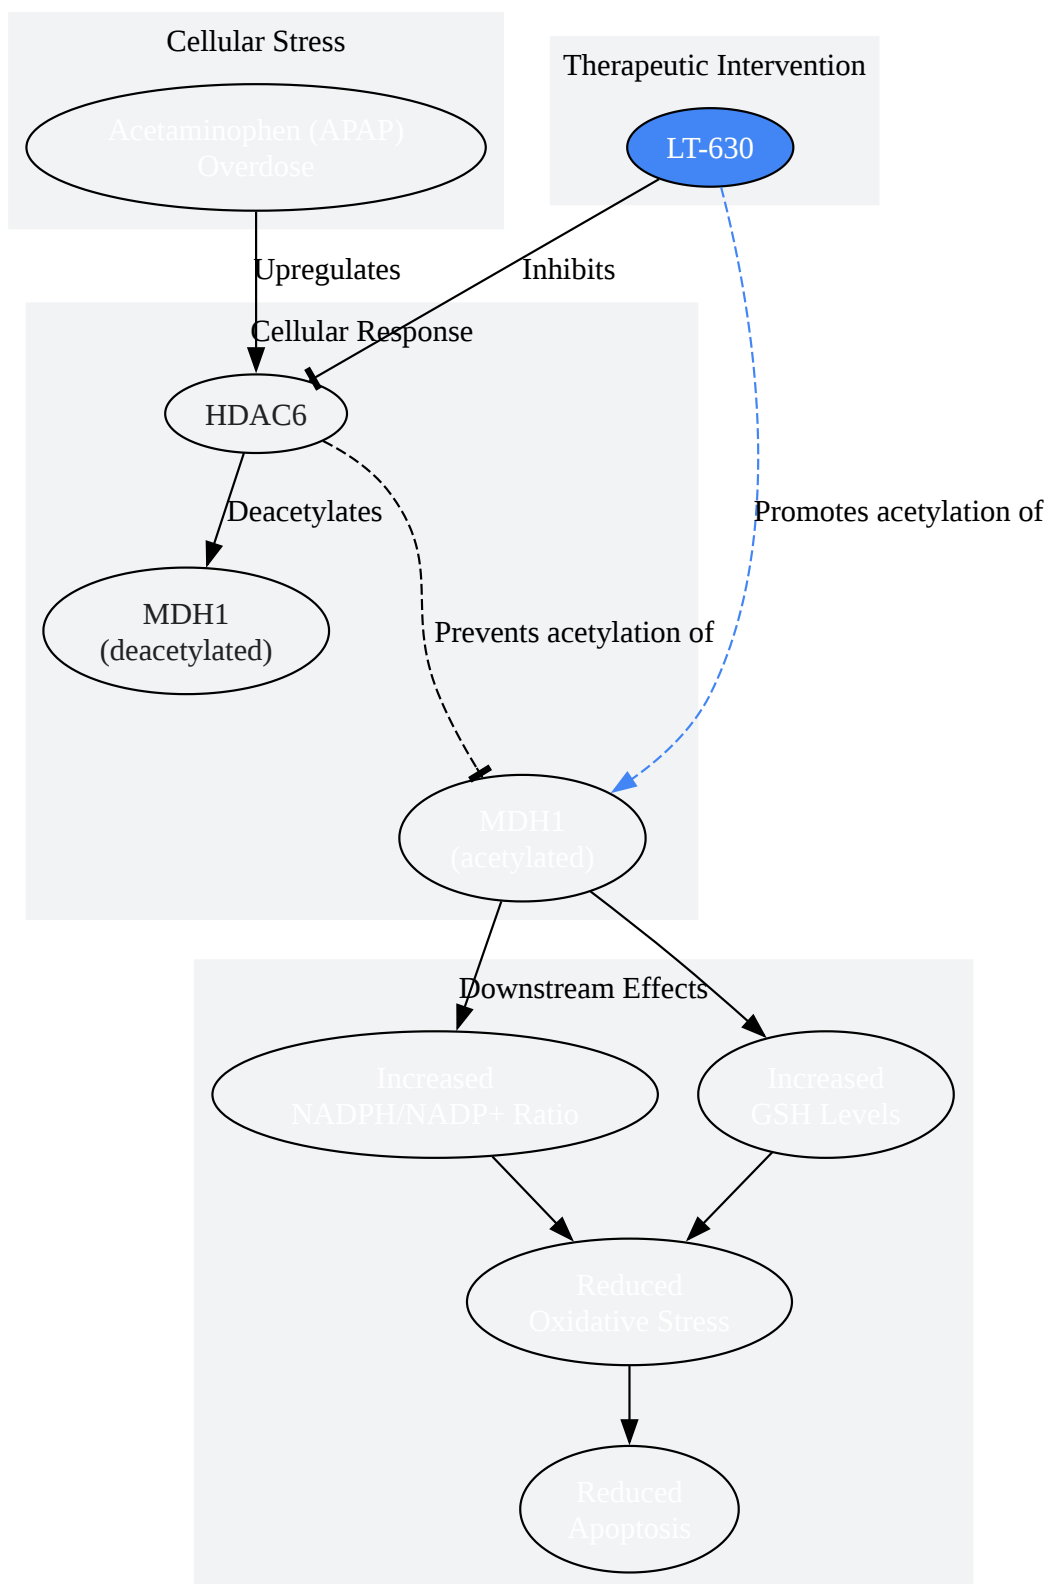 Cellular Stress
Therapeutic Intervention
Acetaminophen (APAP)
Overdose
LT-630
Upregulates
Inhibits
Cellular Response
HDAC6
Deacetylates
Promotes acetylation of
MDH1
(deacetylated)
Prevents acetylation of
MDH1
(acetylated)
Downstream Effects
Increased
NADPH/NADP+ Ratio
Increased
GSH Levels
Reduced
Oxidative Stress
Reduced
Apoptosis